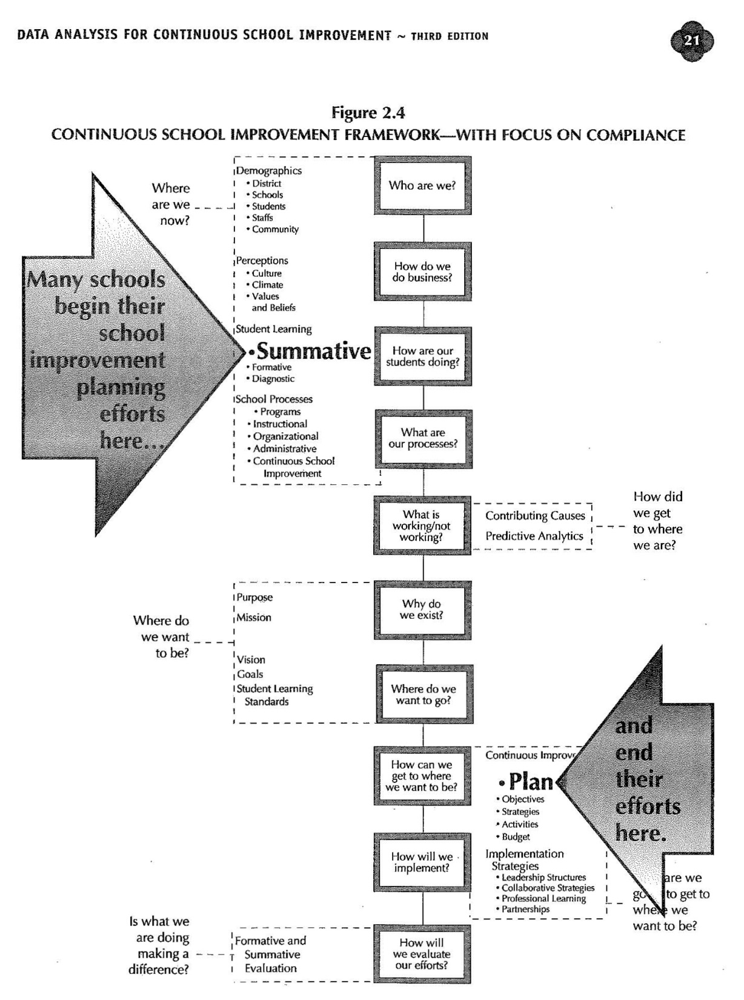 DATA ANALYSIS FOR CONTINUOUS SCHOOL IMPROVEMENT ~ THIRD EDITION
21
Figure 2.4
CONTINUOUS SCHOOL IMPROVEMENT FRAMEWORK—WITH FOCUS ON COMPLIANCE
Many schools
begin their
school
improvement
planning
efforts
here...
Where
are we
now?
Demographics
• District
• Schools
• Students
• Staffs
• Community
Who are we?
Perceptions
• Culture
• Climate
• Values
and Beliefs
How do we
do business?
Student Learning
• Summative
• Formative
• Diagnostic
How are our
students doing?
School Processes
• Programs
• Instructional
• Organizational
• Administrative
• Continuous School
Improvement
What are
our processes?
What is
working/not
working?
Contributing Causes
Predictive Analytics
How did
we get
to where
we are?
Where do
we want
to be?
Purpose
Mission
Why do
we exist?
Vision
Goals
Student Learning
Standards
Where do we
want to go?
How can we
get to where
we want to be?
Continuous
• Plan
• Objectives
• Strategies
• Activities
• Budget
and
end
their
efforts
here.
How will we
implement?
Implementation
Strategies
• Leadership Structures
• Collaborative Strategies
• Professional Learning
• Partnerships
are we
to get to
where we
want to be?
Is what we
are doing
making a
difference?
Formative and
Summative
Evaluation
How will
we evaluate
our efforts?